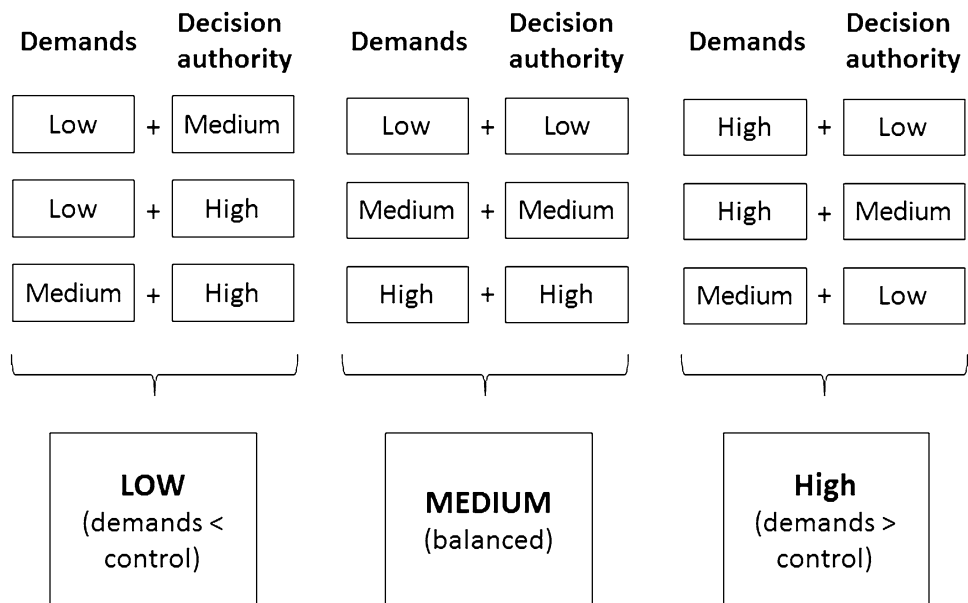 Demands Decision authority Demands Decision authority Demands Decision authority
Low + Medium Low + Low High + Low
Low + High Medium + Medium High + Medium
Medium + High High + High Medium + Low
LOW
(demands <
control)
MEDIUM
(balanced)
High
(demands >
control)